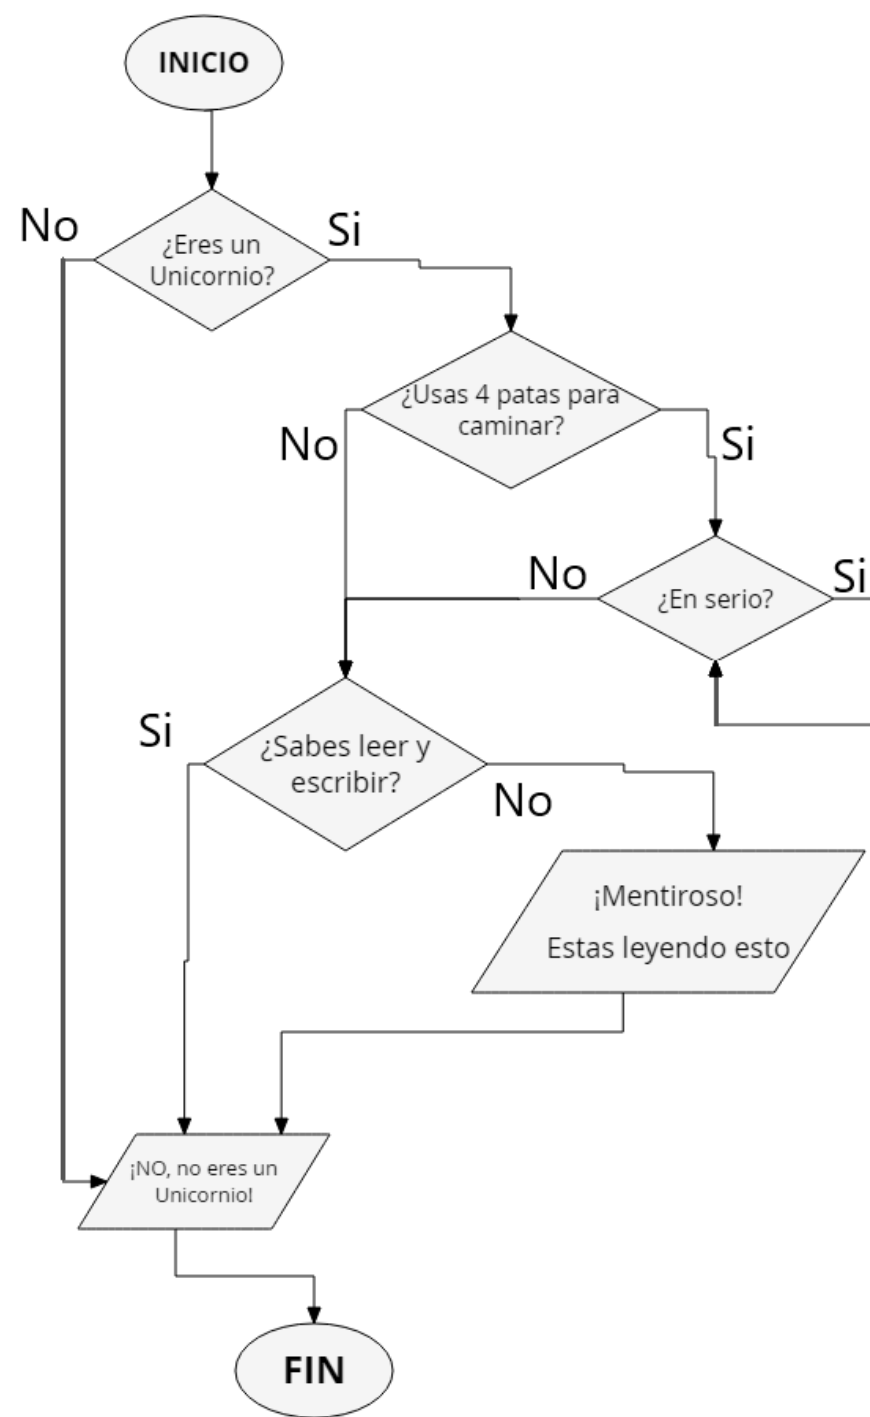 INICIO
No
Si
¿Eres un
Unicornio?
¿Usas 4 patas para
caminar?
No
Si
No
Si
¿En serio?
Si
¿Sabes leer y
escribir?
No
¡Mentiroso!
Estas leyendo esto
¡NO, no eres un
Unicornio!
FIN